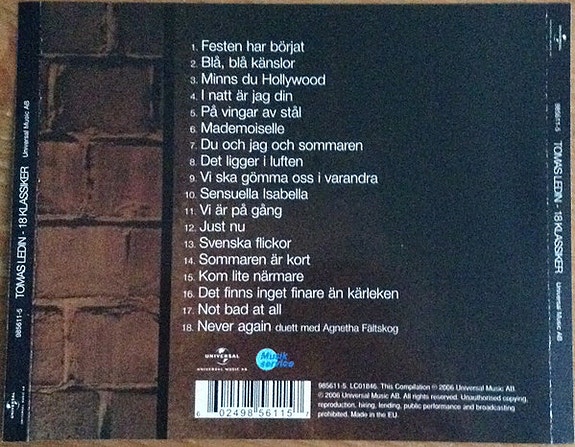 1. Festen har börjat
2. Blå, blå känslor
3. Minns du Hollywood
4. I natt är jag din
5. På vingar av stål
6. Mademoiselle
7. Du och jag och sommaren
8. Det ligger i luften
9. Vi ska gömma oss i varandra
10. Sensuella Isabella
11. Vi är på gång
12. Just nu
13. Svenska flickor
14. Sommaren är kort
15. Kom lite närmare
16. Det finns inget finare än kärleken
17. Not bad at all
18. Never again duett med Agnetha Fältskog
UNIVERSAL
UNIVERSAL MUSIC AB
Musik service
6 02498 56115 7
985611-5. LC01846. This Compilation ℗ 2006 Universal Music AB.
© 2006 Universal Music AB. All rights reserved. Unauthorised copying,
reproduction, hiring, lending, public performance and broadcasting
prohibited. Made in the EU.
985611-5 TOMAS LEDIN - 18 KLASSIKER Universal Music AB
985611-5 TOMAS LEDIN - 18 KLASSIKER Universal Music AB